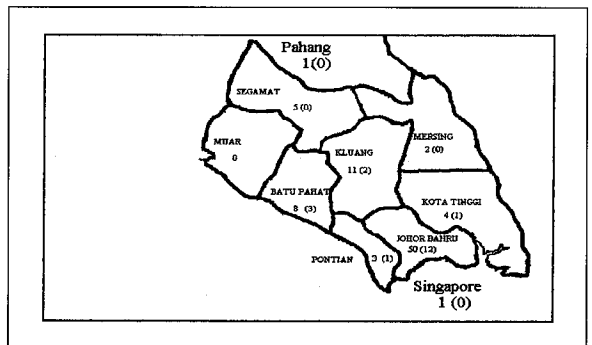 Pahang
1 (0)
SEGAMAT
5 (0)
MUAR
0
MERSING
2 (0)
KLUANG
11 (2)
BATU PAHAT
8 (3)
KOTA TINGGI
4 (1)
JOHOR BAHRU
50 (12)
PONTIAN
3 (1)
Singapore
1 (0)